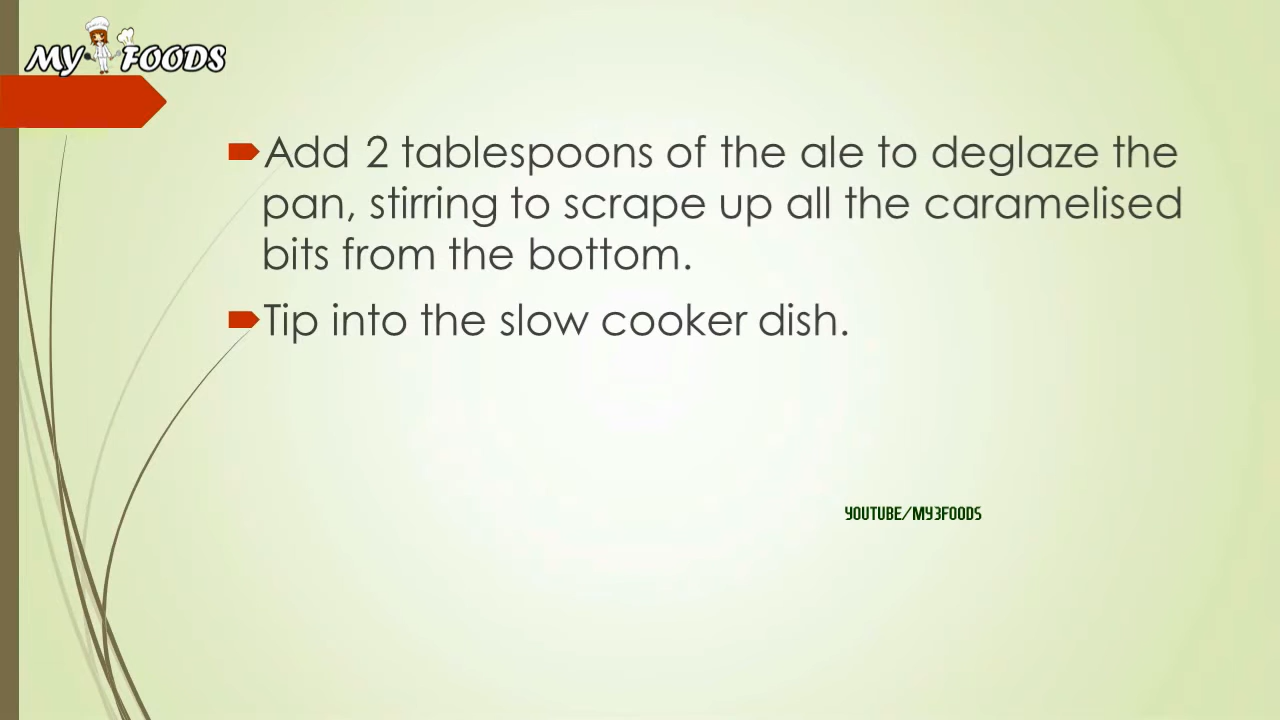 MY FOODS
Add 2 tablespoons of the ale to deglaze the
pan, stirring to scrape up all the caramelised
bits from the bottom.
Tip into the slow cooker dish.
YOUTUBE/MY3FOODS